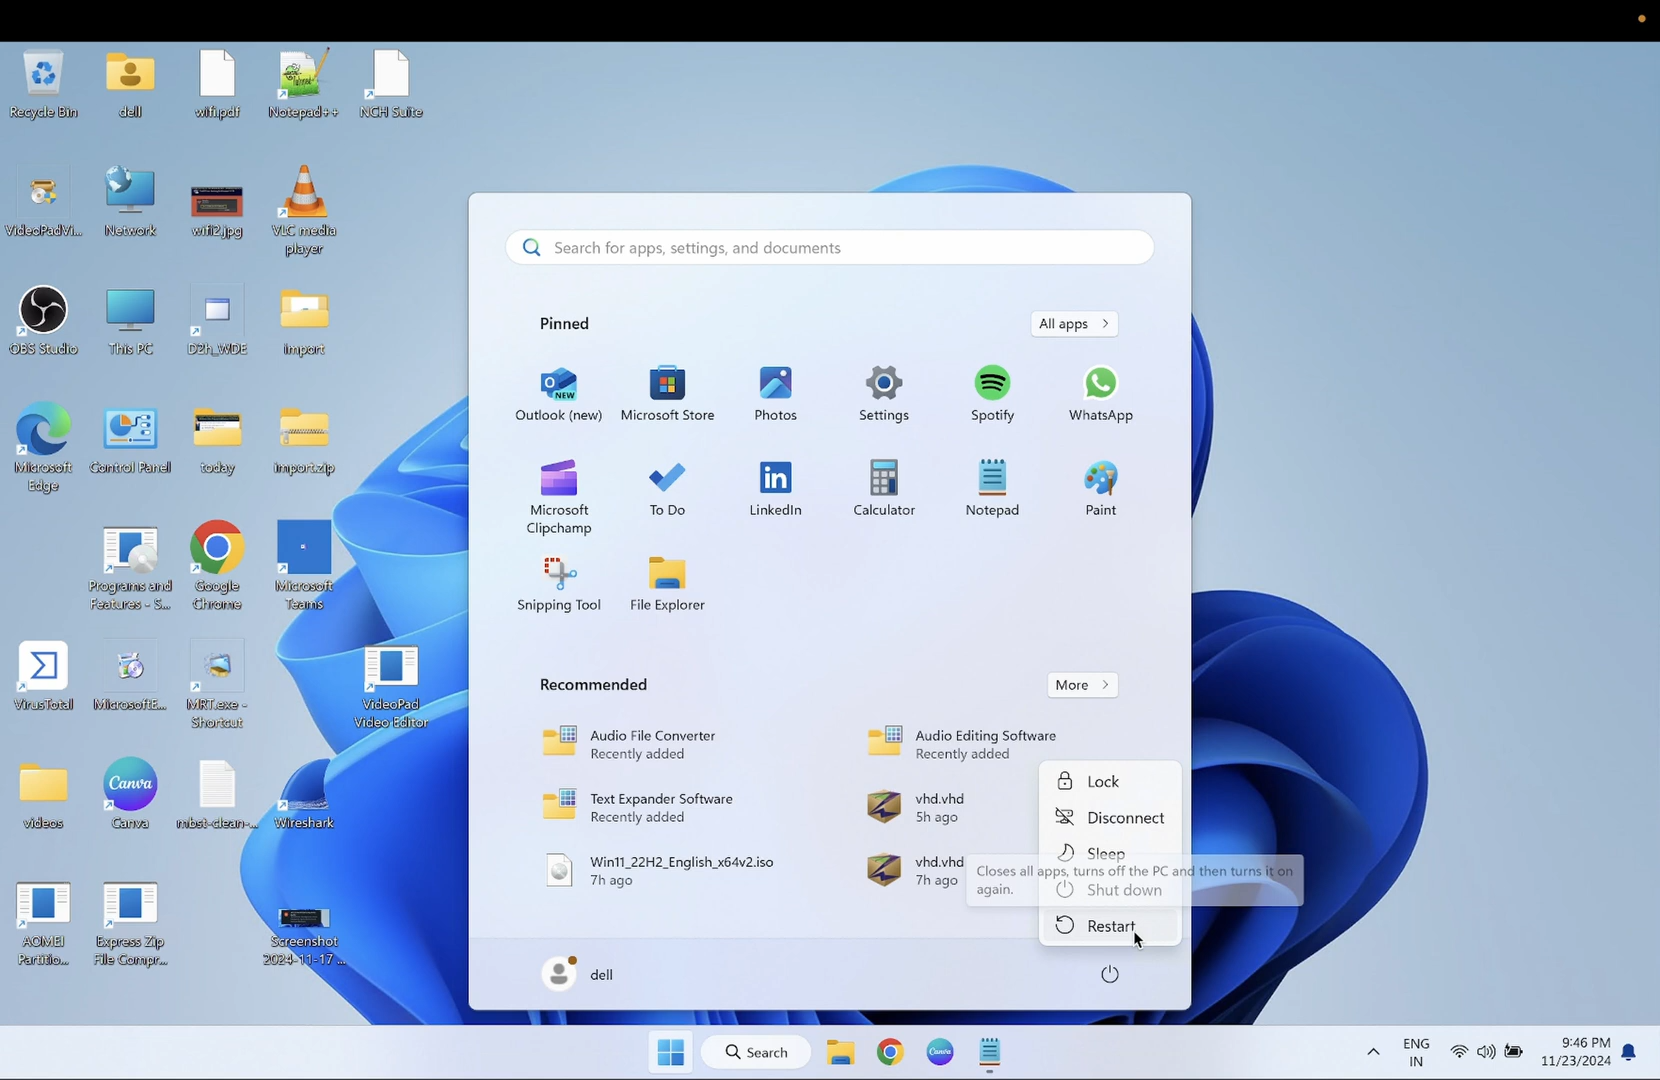 Recycle Bin
dell
wifi.pdf
Notepad++
NCH Suite
VideoPadVi...
Network
wifi2.jpg
VLC media
player
OBS Studio
This PC
D2h_WDE
import
Microsoft
Edge
Control Panel
today
import.zip
Programs and
Features - S...
Google
Chrome
Microsoft
Teams
VirusTotal
MicrosoftE...
MRT.exe -
Shortcut
VideoPad
Video Editor
videos
Canva
Canva
mbst-clean-...
Wireshark
AOMEI
Partitio...
Express Zip
File Compr...
Screenshot
2024-11-17 ...
Search for apps, settings, and documents
Pinned
All apps >
NEW
Outlook (new)
Microsoft Store
Photos
Settings
Spotify
WhatsApp
Microsoft
Clipchamp
To Do
in
LinkedIn
Calculator
Notepad
Paint
Snipping Tool
File Explorer
Recommended
More >
Audio File Converter
Recently added
Audio Editing Software
Recently added
Text Expander Software
Recently added
vhd.vhd
5h ago
Win11_22H2_English_x64v2.iso
7h ago
vhd.vhd
7h ago
Lock
Disconnect
Sleep
Closes all apps, turns off the PC and then turns it on
again.
Shut down
Restart
dell
Search
Canva
ENG
IN
9:46 PM
11/23/2024